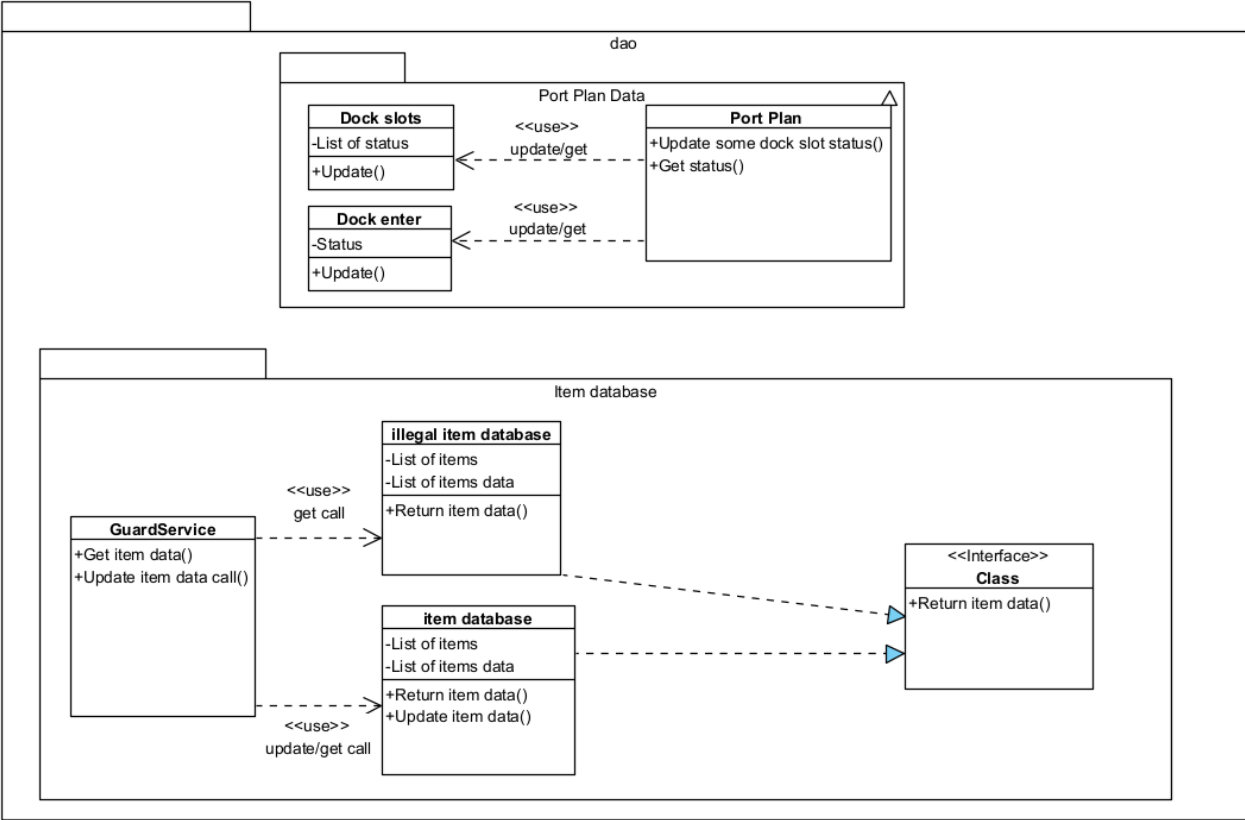 dao
Port Plan Data
Dock slots
-List of status
+Update()
<<use>>
update/get
Port Plan
+Update some dock slot status()
+Get status()
Dock enter
-Status
+Update()
<<use>>
update/get
Item database
illegal item database
-List of items
-List of items data
+Return item data()
<<use>>
get call
GuardService
+Get item data()
+Update item data call()
<<Interface>>
Class
+Return item data()
item database
-List of items
-List of items data
+Return item data()
+Update item data()
<<use>>
update/get call